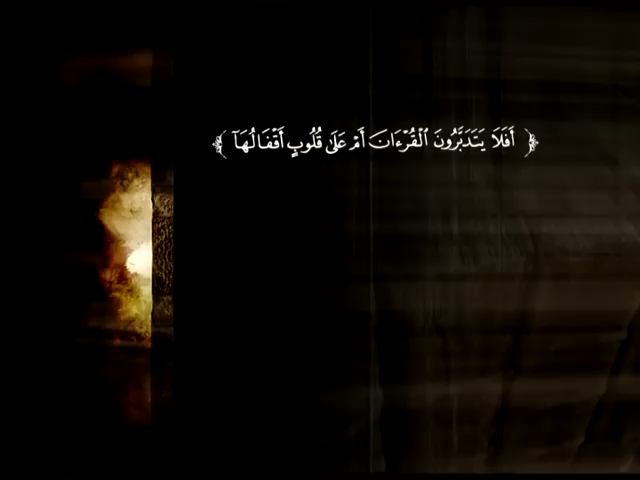 ﴿ أَفَلَا يَتَدَبَّرُونَ ٱلْقُرْءَانَ أَمْ عَلَىٰ قُلُوبٍ أَقْفَالُهَآ ﴾